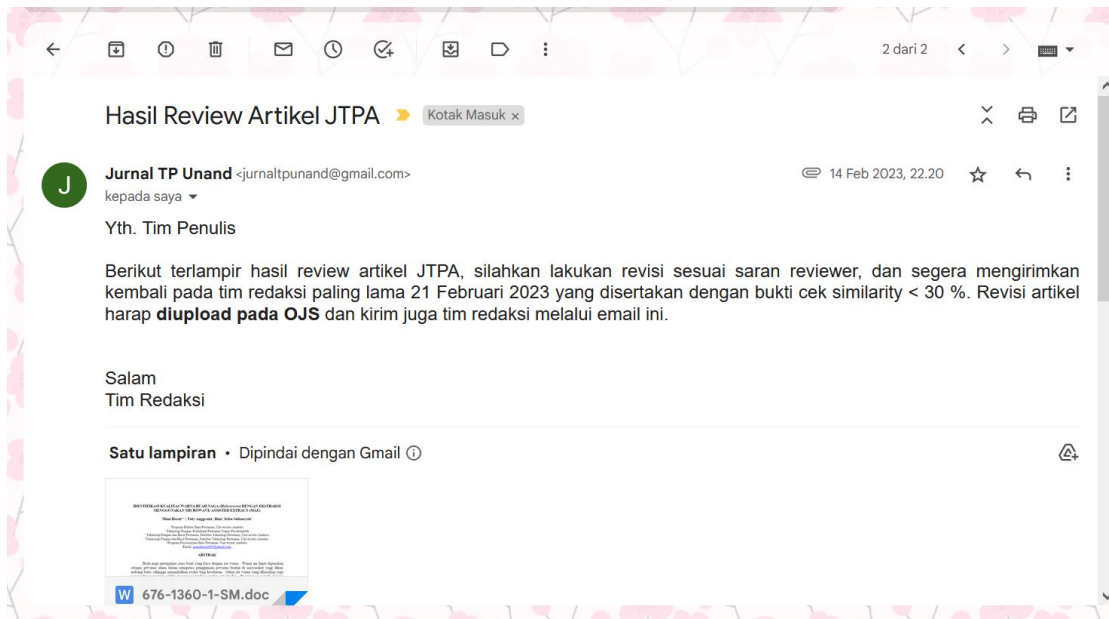 2 dari 2
Hasil Review Artikel JTPA
Kotak Masuk ×
J
Jurnal TP Unand <jurnaltpunand@gmail.com>
14 Feb 2023, 22.20
kepada saya
Yth. Tim Penulis
Berikut terlampir hasil review artikel JTPA, silahkan lakukan revisi sesuai saran reviewer, dan segera mengirimkan
kembali pada tim redaksi paling lama 21 Februari 2023 yang disertakan dengan bukti cek similarity < 30 %. Revisi artikel
harap diupload pada OJS dan kirim juga tim redaksi melalui email ini.
Salam
Tim Redaksi
Satu lampiran • Dipindai dengan Gmail
ABSTRAK
W 676-1360-1-SM.doc